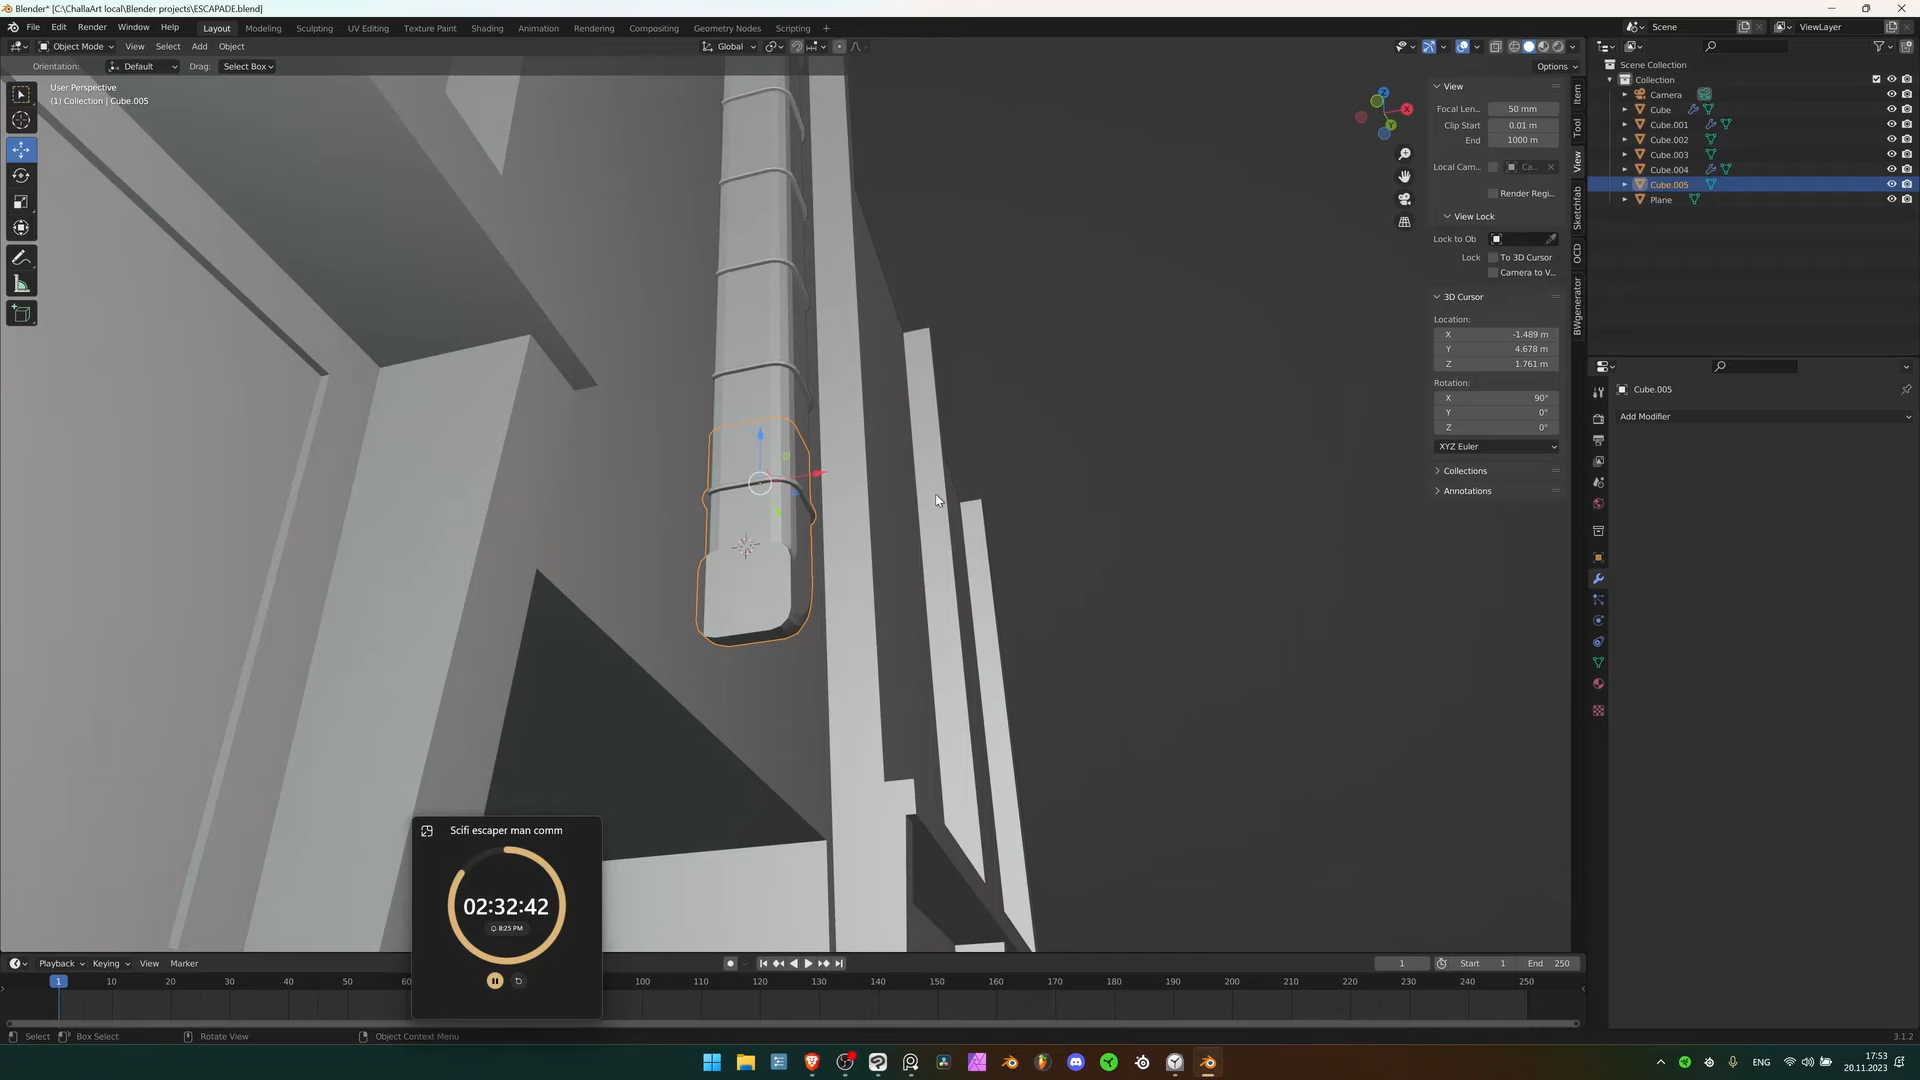 Blender* [C:\ChallaArt local\Blender projects\ESCAPADE.blend]
File Edit Render Window Help Layout Modeling Sculpting UV Editing Texture Paint Shading Animation Rendering Compositing Geometry Nodes Scripting + Scene ViewLayer
Object Mode View Select Add Object Global
Orientation: Default Drag: Select Box Options
User Perspective
(1) Collection | Cube.005
View
Focal Len... 50 mm
Clip Start 0.01 m
End 1000 m
Local Cam... Ca...
Render Regi...
View Lock
Lock to Ob
Lock To 3D Cursor
Camera to V...
3D Cursor
Location:
X -1.489 m
Y 4.678 m
Z 1.761 m
Rotation:
X 90°
Y 0°
Z 0°
XYZ Euler
Collections
Annotations
Item
Tool
View
Sketchfab
OCD
BWgenerator
Z
X
Y
Scene Collection
Collection
Camera
Cube
Cube.001
Cube.002
Cube.003
Cube.004
Cube.005
Plane
Cube.005
Add Modifier
Scifi escaper man comm
02:32:42
8:25 PM
Playback Keying View Marker 1 Start 1 End 250
1 10 20 30 40 50 100 110 120 130 140 150 160 170 180 190 200 210 220 230 240 250
Select Box Select Rotate View Object Context Menu 3.1.2
ENG 17:53
20.11.2023